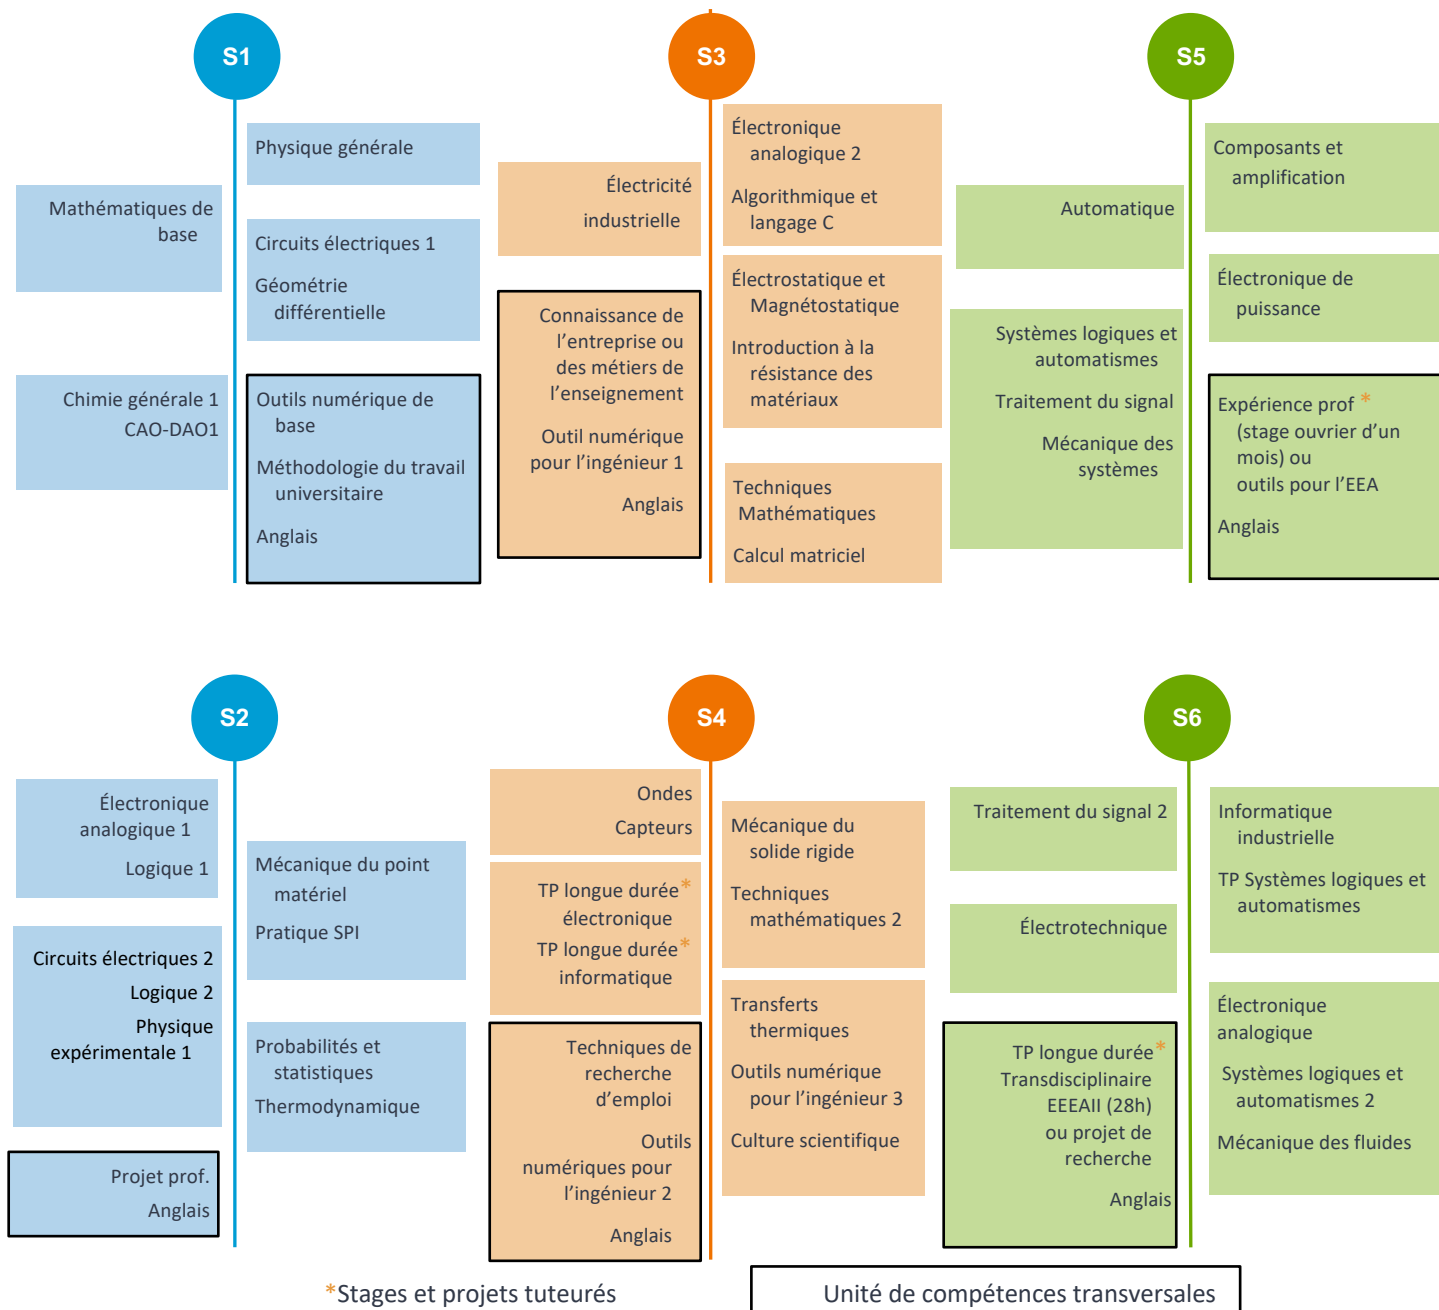 S1
Physique générale
Mathématiques de
base
Circuits électriques 1
Géométrie
différentielle
Chimie générale 1
CAO-DAO1
Outils numérique de
base
Méthodologie du travail
universitaire
Anglais
S3
Électronique
analogique 2
Algorithmique et
langage C
Électricité
industrielle
Électrostatique et
Magnétostatique
Introduction à la
résistance des
matériaux
Connaissance de
l'entreprise ou
des métiers de
l'enseignement
Outil numérique
pour l'ingénieur 1
Anglais
Techniques
Mathématiques
Calcul matriciel
S5
Composants et
amplification
Automatique
Électronique de
puissance
Systèmes logiques et
automatismes
Traitement du signal
Mécanique des
systèmes
Expérience prof *
(stage ouvrier d'un
mois) ou
outils pour l'EEA
Anglais
S2
Électronique
analogique 1
Logique 1
Mécanique du point
matériel
Pratique SPI
Circuits électriques 2
Logique 2
Physique
expérimentale 1
Probabilités et
statistiques
Thermodynamique
Projet prof.
Anglais
S4
Ondes
Capteurs
Mécanique du
solide rigide
Techniques
mathématiques 2
TP longue durée*
électronique
TP longue durée*
informatique
Transferts
thermiques
Outils numérique
pour l'ingénieur 3
Culture scientifique
Techniques de
recherche
d'emploi
Outils
numériques pour
l'ingénieur 2
Anglais
S6
Traitement du signal 2
Informatique
industrielle
TP Systèmes logiques et
automatismes
Électrotechnique
Électronique
analogique
Systèmes logiques et
automatismes 2
Mécanique des fluides
TP longue durée*
Transdisciplinaire
EEEAII (28h)
ou projet de
recherche
Anglais
*Stages et projets tuteurés
Unité de compétences transversales